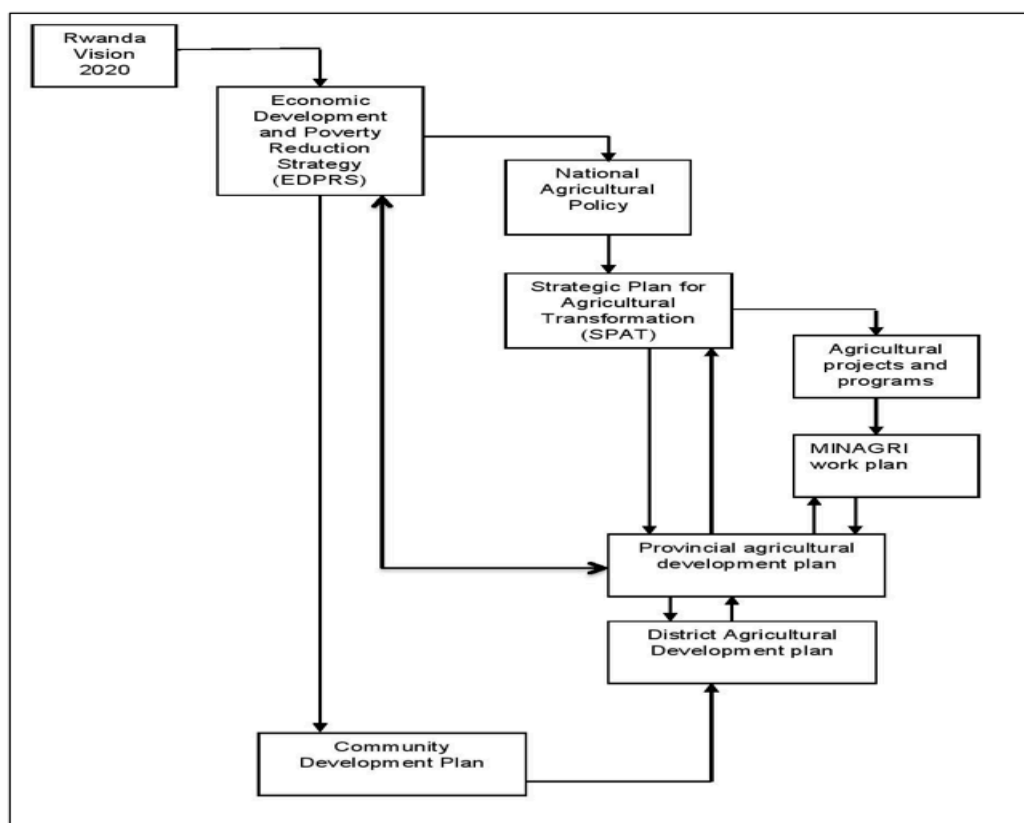 Rwanda
Vision
2020
Economic
Development
and Poverty
Reduction
Strategy
(EDPRS)
National
Agricultural
Policy
Strategic Plan for
Agricultural
Transformation
(SPAT)
Agricultural
projects and
programs
MINAGRI
work plan
Provincial agricultural
development plan
District Agricultural
Development plan
Community
Development Plan